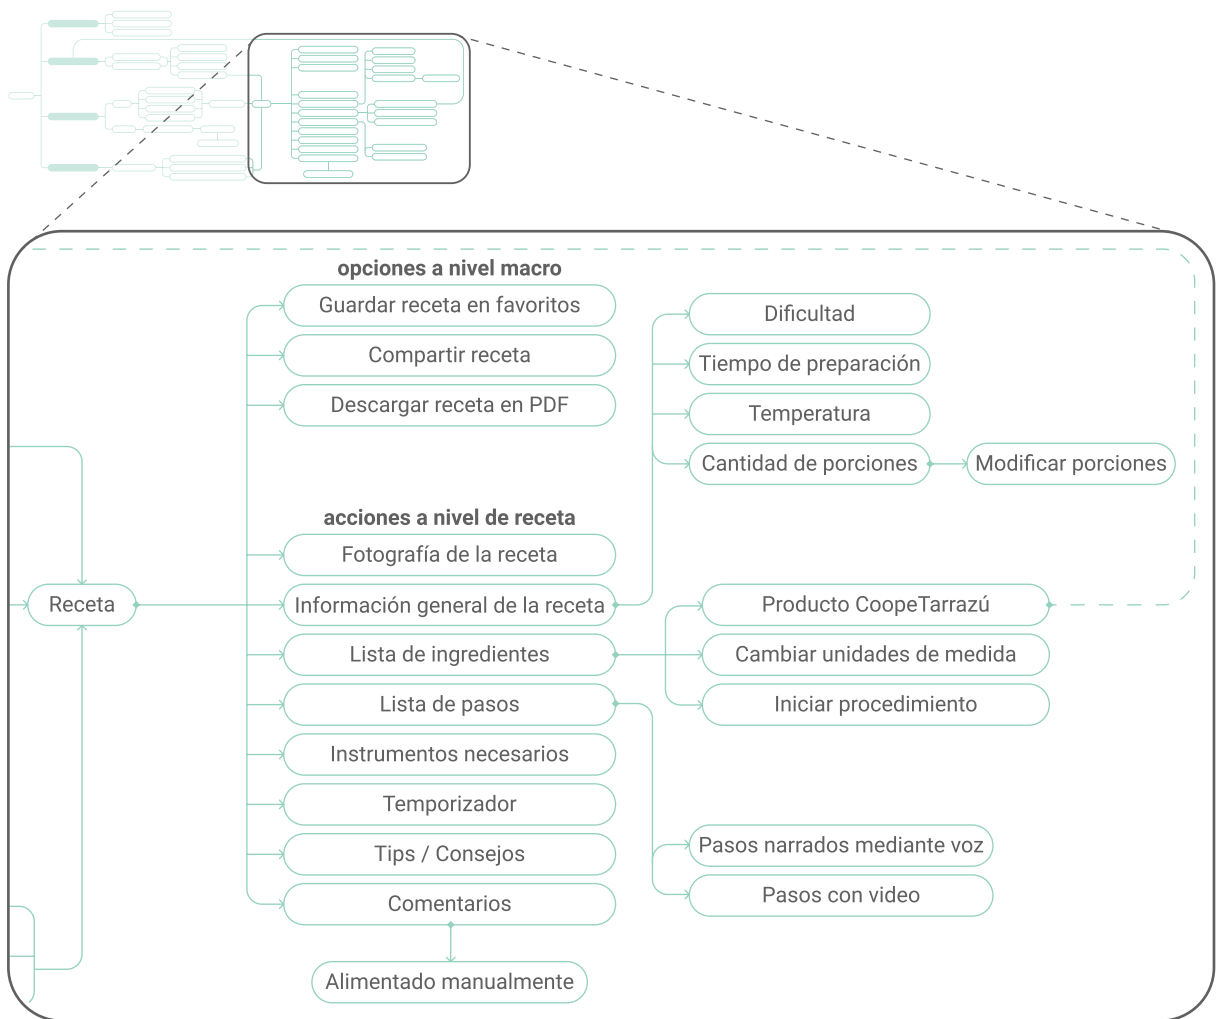 opciones a nivel macro
Guardar receta en favoritos
Compartir receta
Descargar receta en PDF
Dificultad
Tiempo de preparación
Temperatura
Cantidad de porciones
Modificar porciones
acciones a nivel de receta
Fotografía de la receta
Receta
Información general de la receta
Lista de ingredientes
Lista de pasos
Instrumentos necesarios
Temporizador
Tips / Consejos
Comentarios
Alimentado manualmente
Producto CoopeTarrazú
Cambiar unidades de medida
Iniciar procedimiento
Pasos narrados mediante voz
Pasos con video